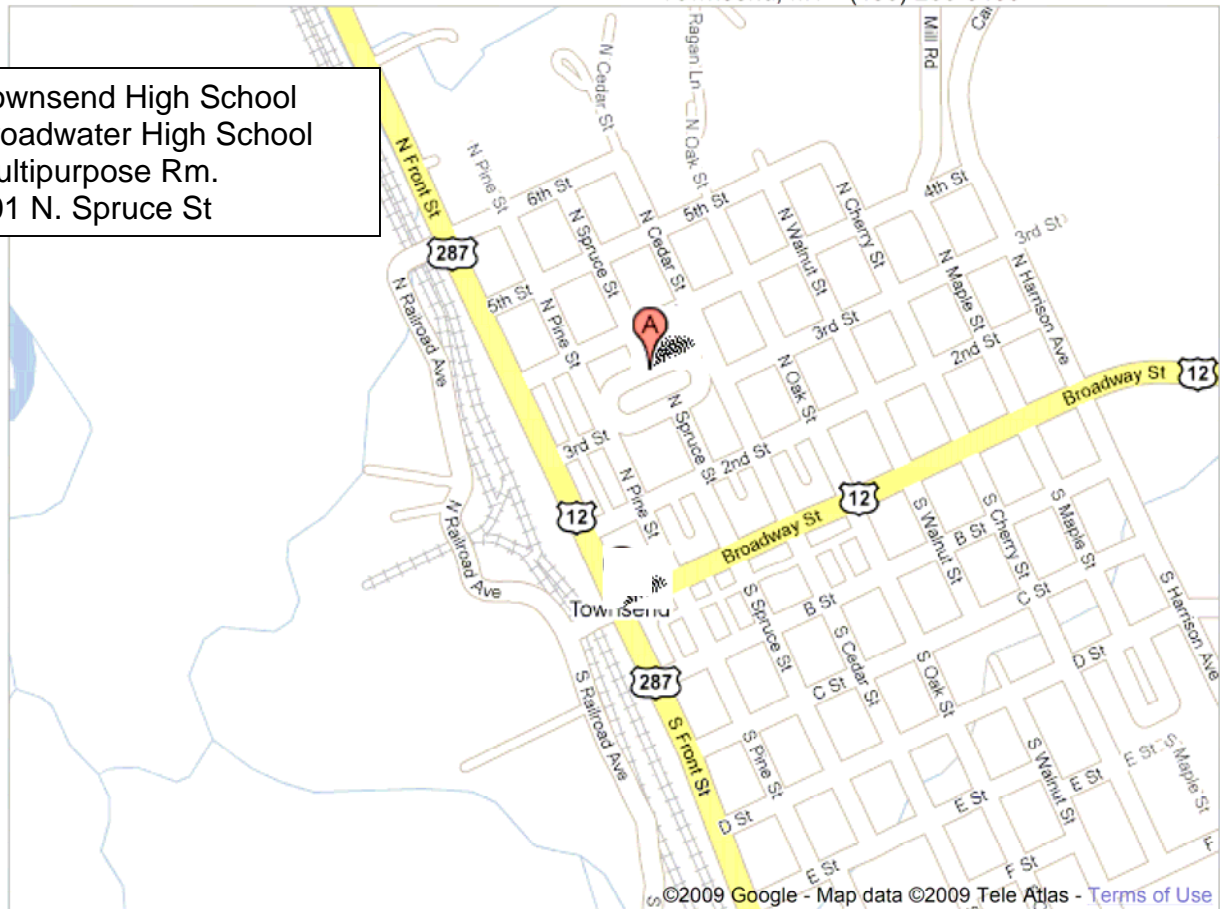 ownsend High School
oadwater High School
ultipurpose Rm.
01 N. Spruce St
N Cedar St
Ragan Ln
Mill Rd
N Front St
N Pine St
6th St
N Oak St
5th St
N Cherry St
4th St
3rd St
N Spruce St
N Cedar St
N Walnut St
N Maple St
N Harrison Ave
287
N Railroad Ave
5th St
N Pine St
A
3rd St
2nd St
N Oak St
Broadway St
12
3rd St
N Spruce St
2nd St
N Pine St
12
12
Broadway St
N Railroad Ave
S Walnut St
B St
S Cherry St
S Maple St
C St
S Harrison Ave
Townsend
S Spruce St
B St
S Cedar St
S Oak St
D St
C St
287
S Railroad Ave
S Front St
S Pine St
D St
E St
S Walnut St
E St
E St
S Maple St
E St
F St
F
S
©2009 Google - Map data ©2009 Tele Atlas - Terms of Use